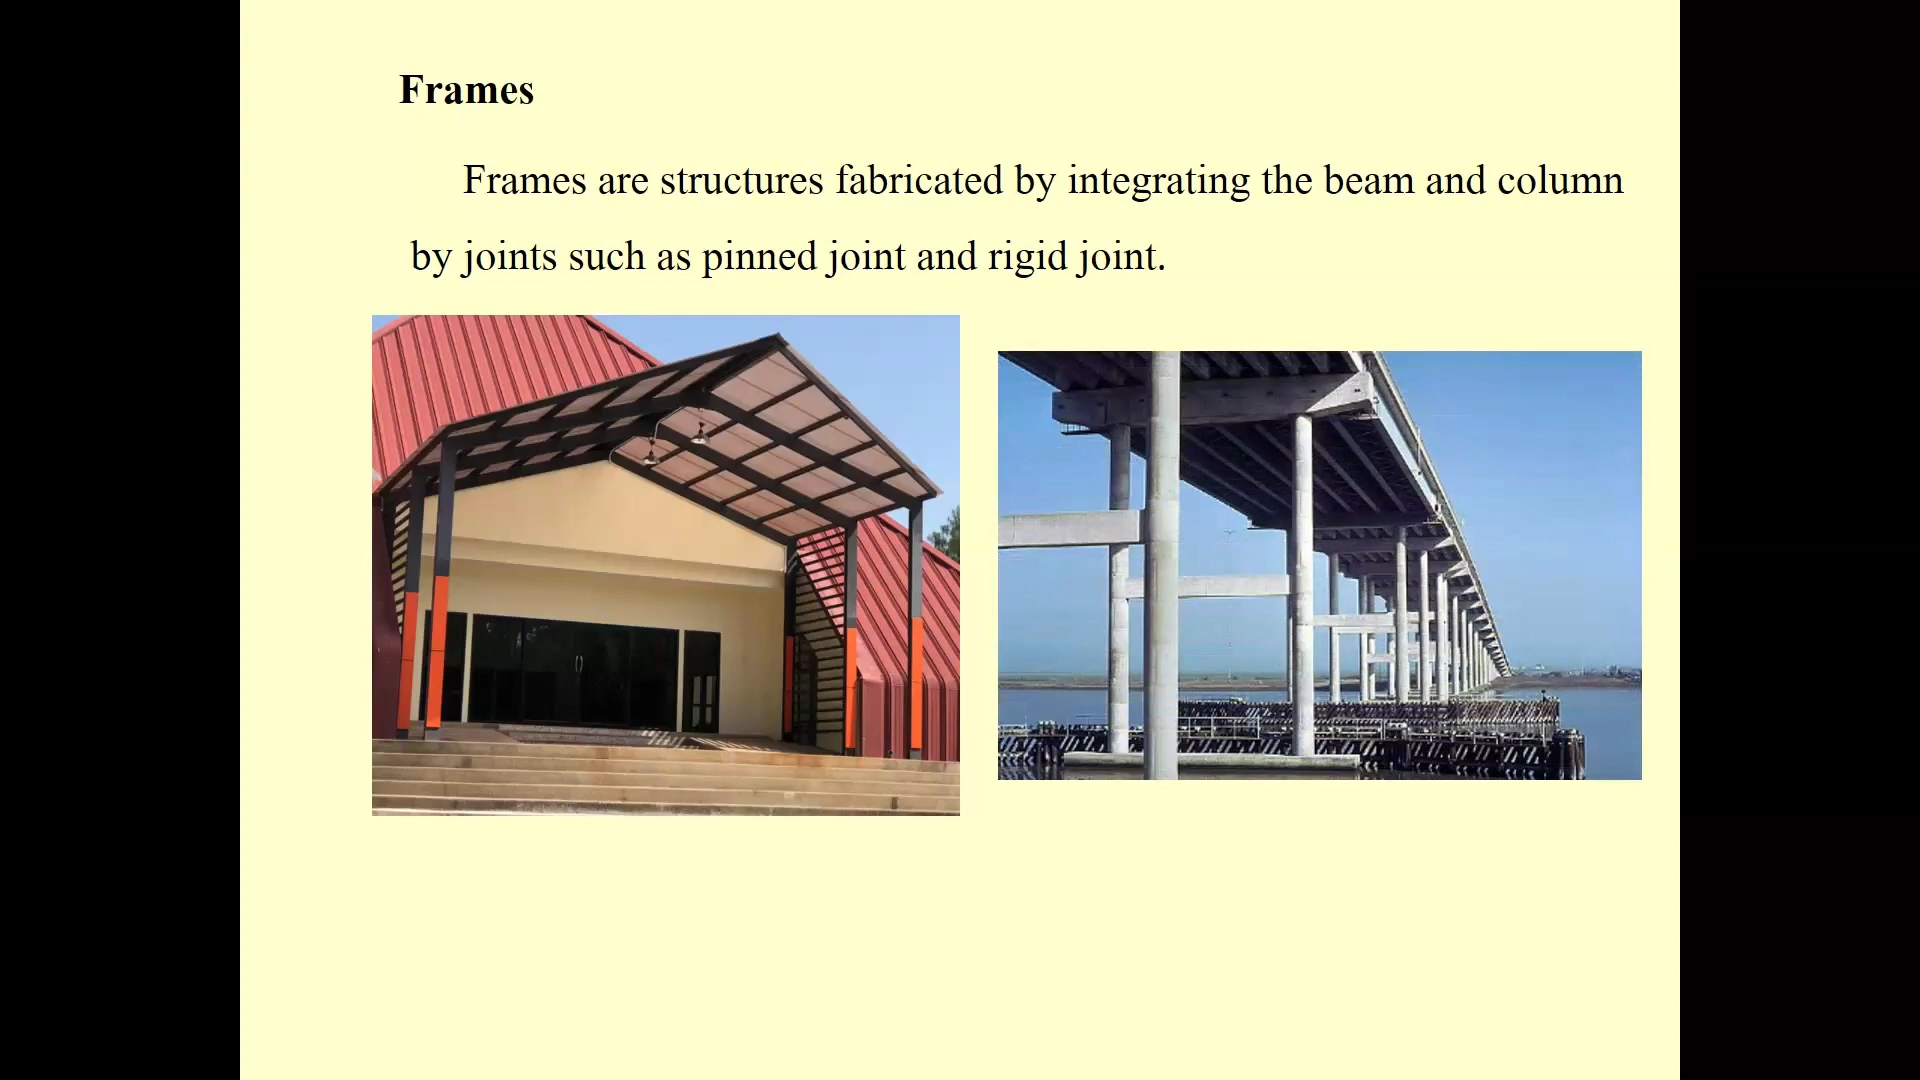 Frames
Frames are structures fabricated by integrating the beam and column
by joints such as pinned joint and rigid joint.